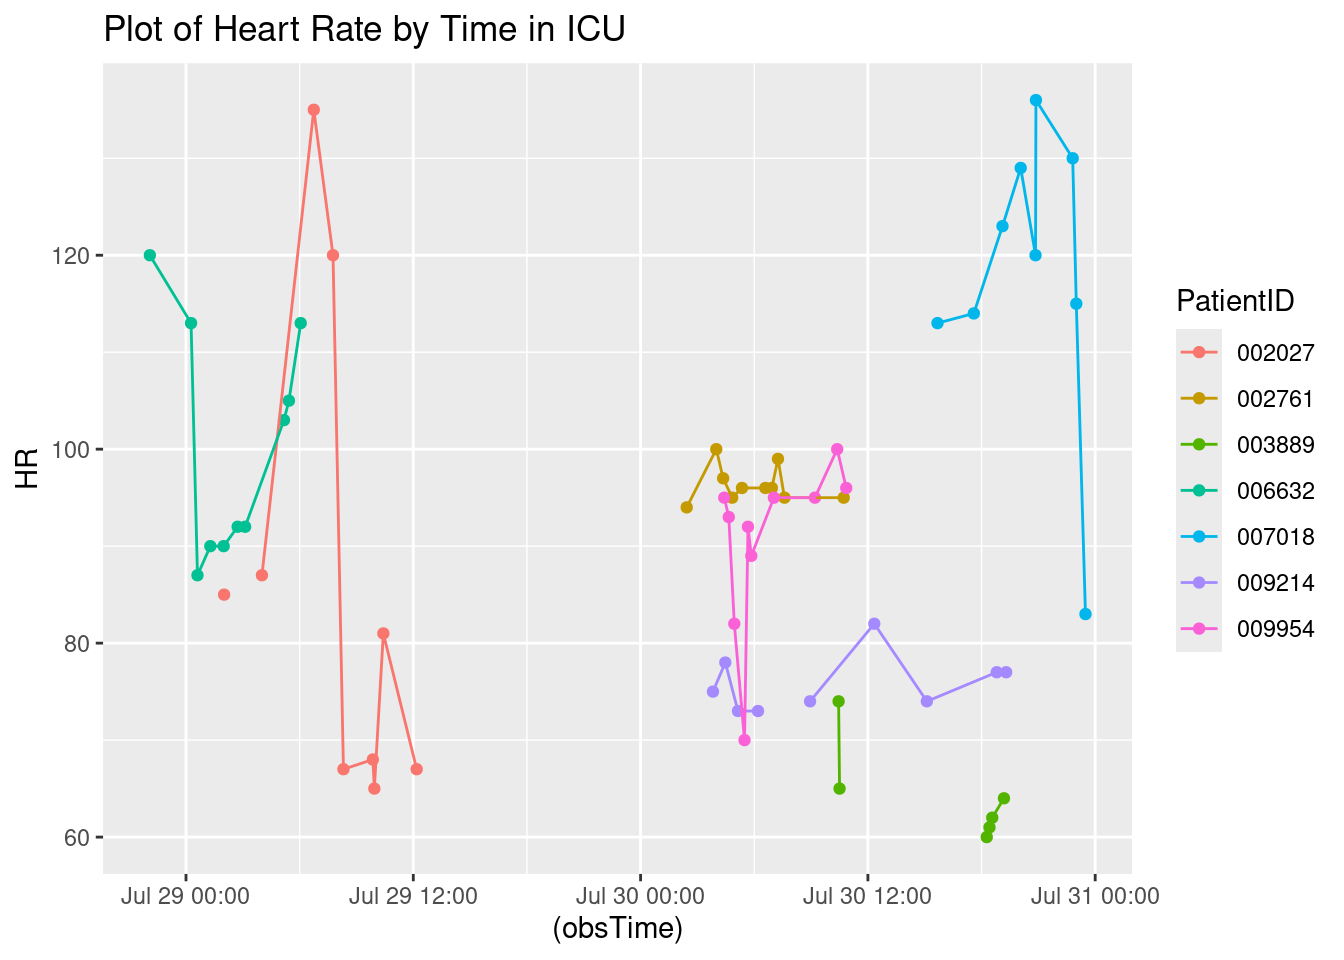 Plot of Heart Rate by Time in ICU
HR
120
100
80
60
Jul 29 00:00
Jul 29 12:00
Jul 30 00:00
Jul 30 12:00
Jul 31 00:00
(obsTime)
PatientID
002027
002761
003889
006632
007018
009214
009954